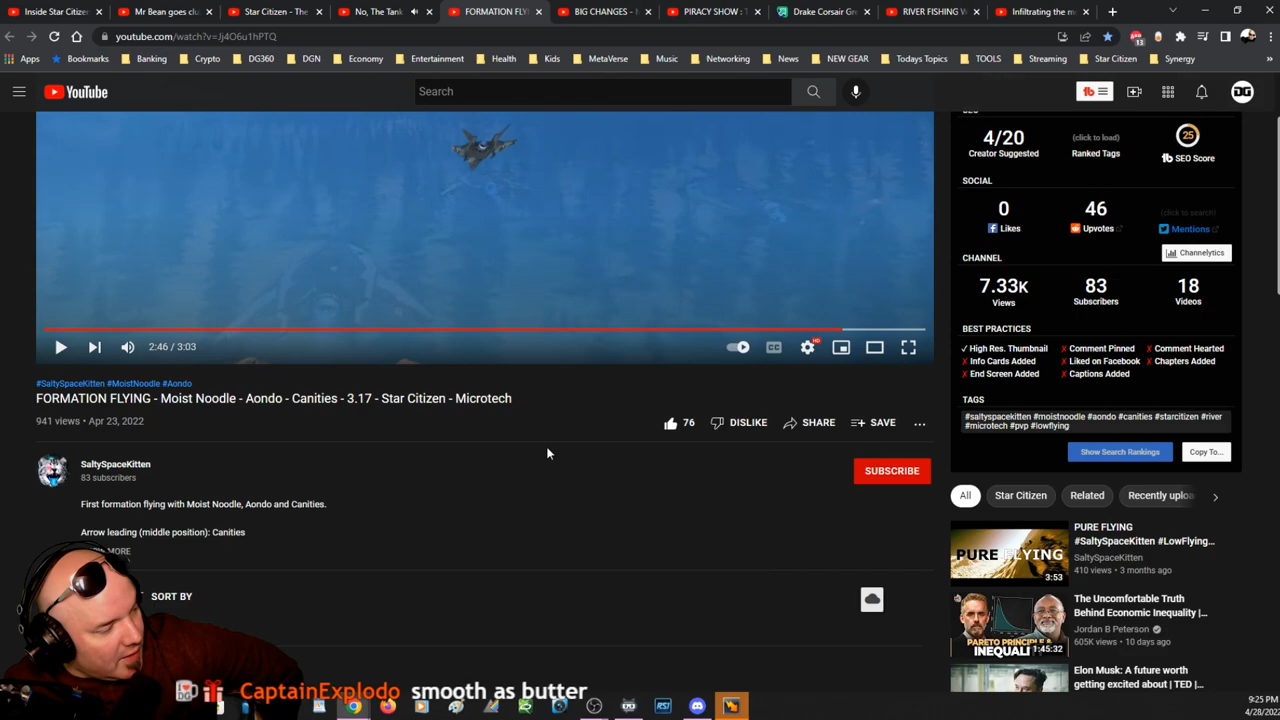 Inside Star Citizen:
Mr Bean goes clu
Star Citizen - The
No, The Tank
FORMATION FLY
BIG CHANGES -
PIRACY SHOW : T
Drake Corsair Gr
RIVER FISHING W
Infiltrating the m
youtube.com/watch?v=Jj4O6u1hPTQ
13
Apps Bookmarks Banking Crypto DG360 DGN Economy Entertainment Health Kids MetaVerse Music Networking News NEW GEAR Todays Topics TOOLS Streaming Star Citizen Synergy »
YouTube
Search
tb
DG
4/20
Creator Suggested
(click to load)
Ranked Tags
25
tb SEO Score
SOCIAL
0
Likes
46
Upvotes
(click to search)
Mentions
CHANNEL
Channelytics
7.33K
Views
83
Subscribers
18
Videos
BEST PRACTICES
✓ High Res. Thumbnail ✗ Comment Pinned ✗ Comment Hearted
✗ Info Cards Added ✗ Liked on Facebook ✗ Chapters Added
✗ End Screen Added ✗ Captions Added
TAGS
#saltyspacekitten #moistnoodle #aondo #canities #starcitizen #river
#microtech #pvp #lowflying
Show Search Rankings Copy To...
2:46 / 3:03
CC
HD
#SaltySpaceKitten #MoistNoodle #Aondo
FORMATION FLYING - Moist Noodle - Aondo - Canities - 3.17 - Star Citizen - Microtech
941 views • Apr 23, 2022
76 DISLIKE SHARE SAVE ...
SaltySpaceKitten
83 subscribers
SUBSCRIBE
First formation flying with Moist Noodle, Aondo and Canities.
Arrow leading (middle position): Canities
MORE
SORT BY
All Star Citizen Related Recently uploa
PURE FLYING
3:53
PURE FLYING
#SaltySpaceKitten #LowFlying...
SaltySpaceKitten
410 views • 3 months ago
PARETO PRINCIPLE &
INEQUALI
1:45:32
The Uncomfortable Truth
Behind Economic Inequality |...
Jordan B Peterson
605K views • 10 days ago
Elon Musk: A future worth
getting excited about | TED |...
CaptainExplodo smooth as butter
RSI
9:25 PM
4/28/2022